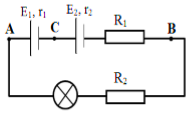 E₁, r₁
E₂, r₂
A
C
R₁
B
R₂